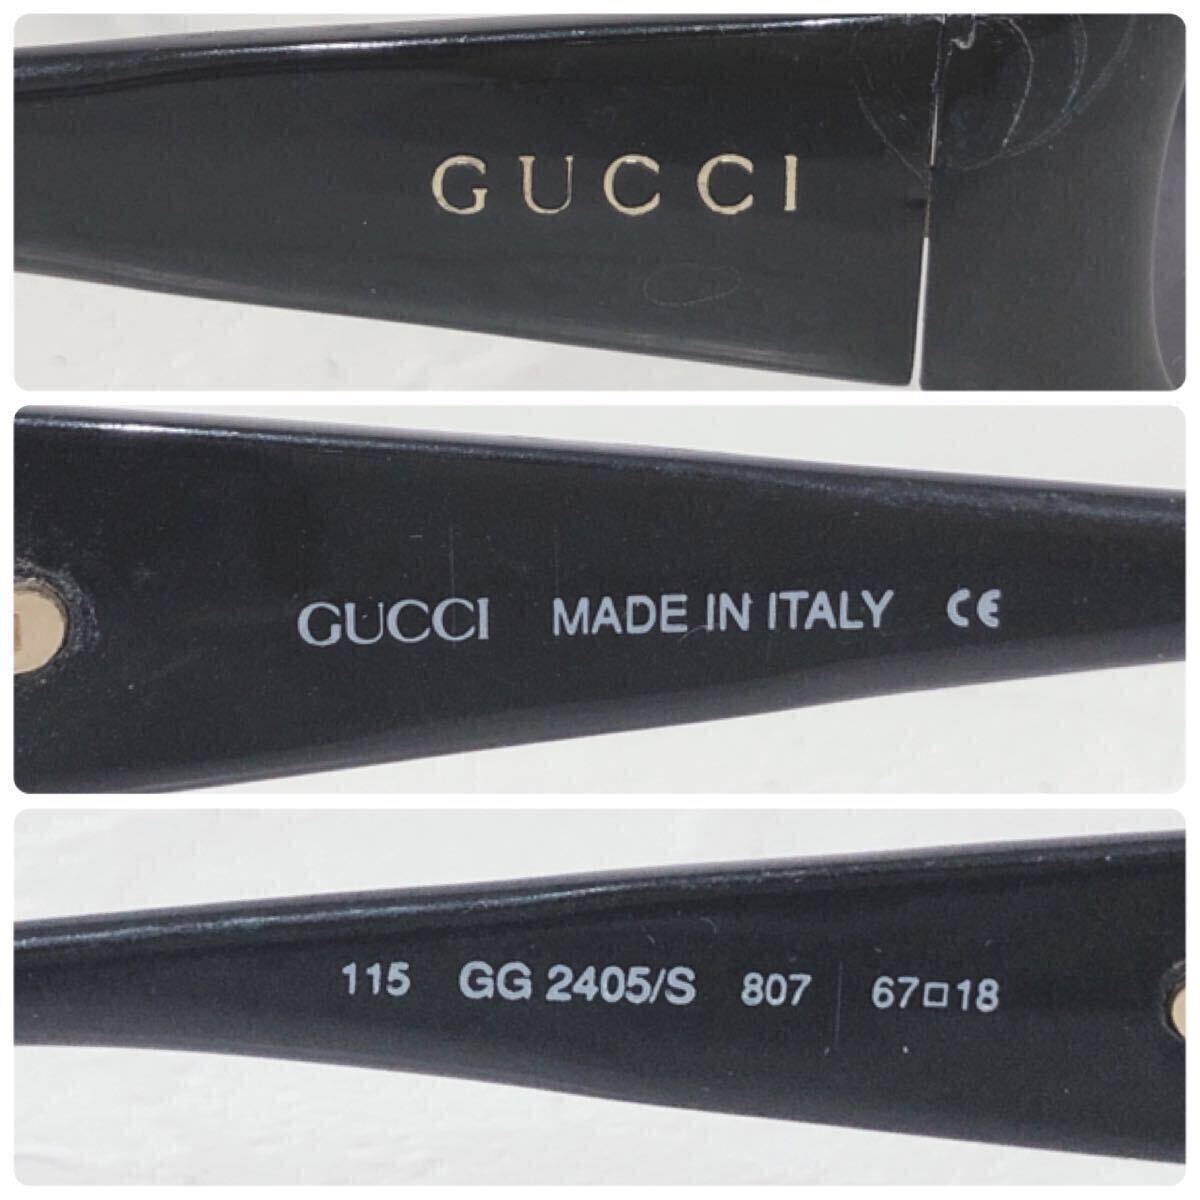 GUCCI
GUCCI MADE IN ITALY CE
115 GG 2405/S 807 67□18